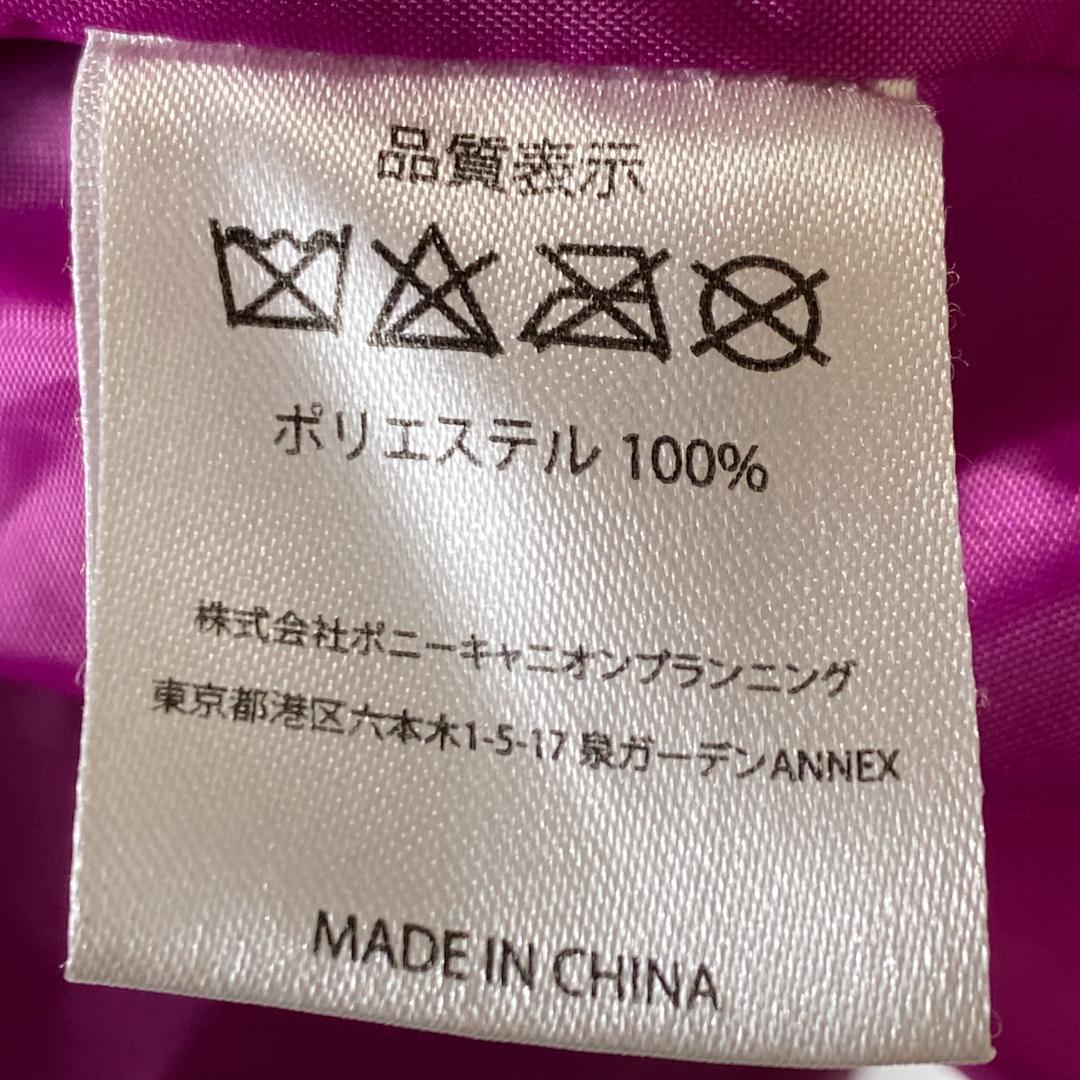 品質表示
ポリエステル 100%
株式会社ポニーキャニオンプランニング
東京都港区六本木1-5-17 泉ガーデンANNEX
MADE IN CHINA